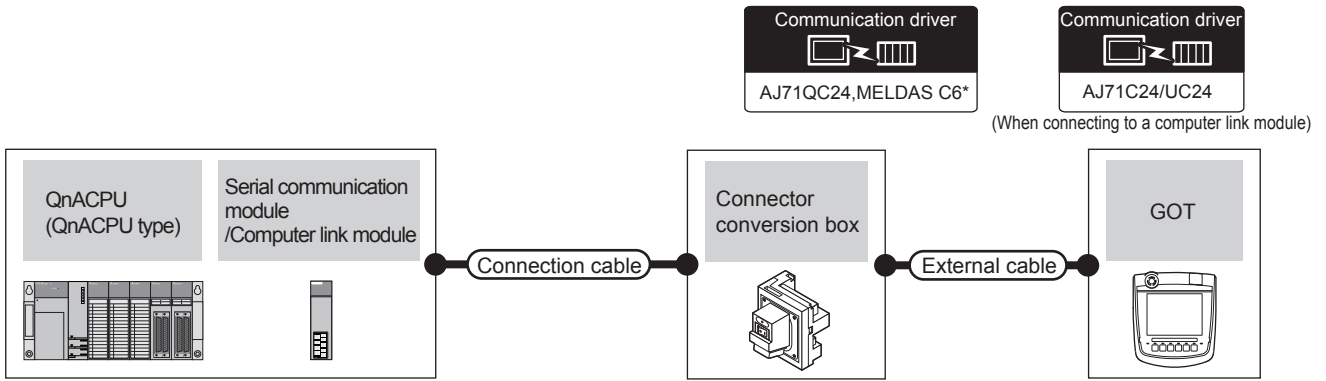 Communication driver
AJ71QC24,MELDAS C6*
Communication driver
AJ71C24/UC24
(When connecting to a computer link module)
QnACPU
(QnACPU type)
Serial communication
module
/Computer link module
Connection cable
Connector
conversion box
External cable
GOT